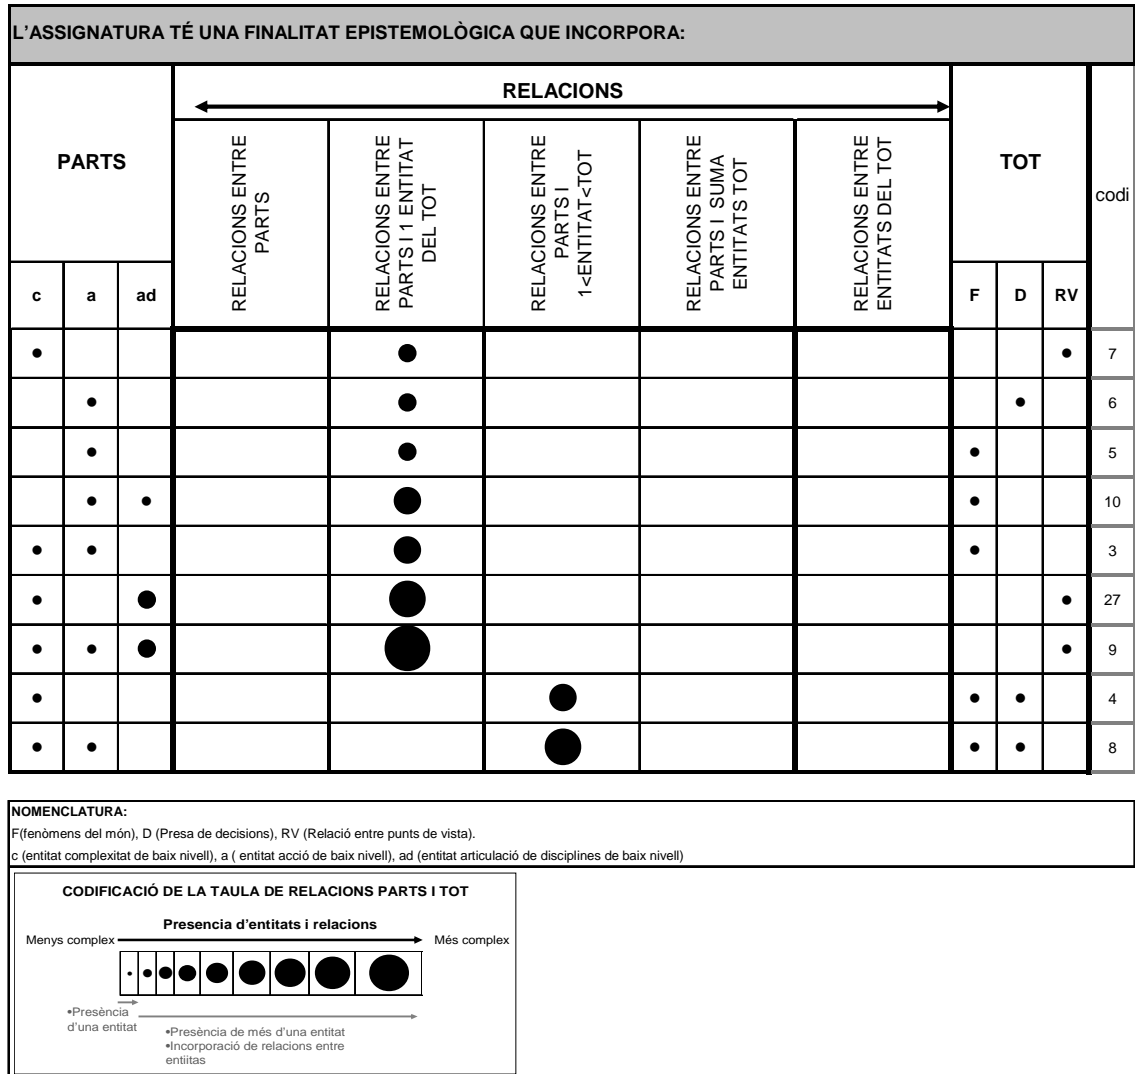 L'ASSIGNATURA TÉ UNA FINALITAT EPISTEMOLÒGICA QUE INCORPORA:
PARTS
RELACIONS
TOT
codi
RELACIONS ENTRE
PARTS
RELACIONS ENTRE
PARTS I 1 ENTITAT
DEL TOT
RELACIONS ENTRE
PARTS I
1<ENTITAT<TOT
RELACIONS ENTRE
PARTS I SUMA
ENTITATS TOT
RELACIONS ENTRE
ENTITATS DEL TOT
c a ad F D RV
7
6
5
10
3
27
9
4
8
NOMENCLATURA:
F(fenòmens del món), D (Presa de decisions), RV (Relació entre punts de vista).
c (entitat complexitat de baix nivell), a ( entitat acció de baix nivell), ad (entitat articulació de disciplines de baix nivell)
CODIFICACIÓ DE LA TAULA DE RELACIONS PARTS I TOT
Presencia d'entitats i relacions
Menys complex Més complex
•Presència
d'una entitat
•Presència de més d'una entitat
•Incorporació de relacions entre
entiitas